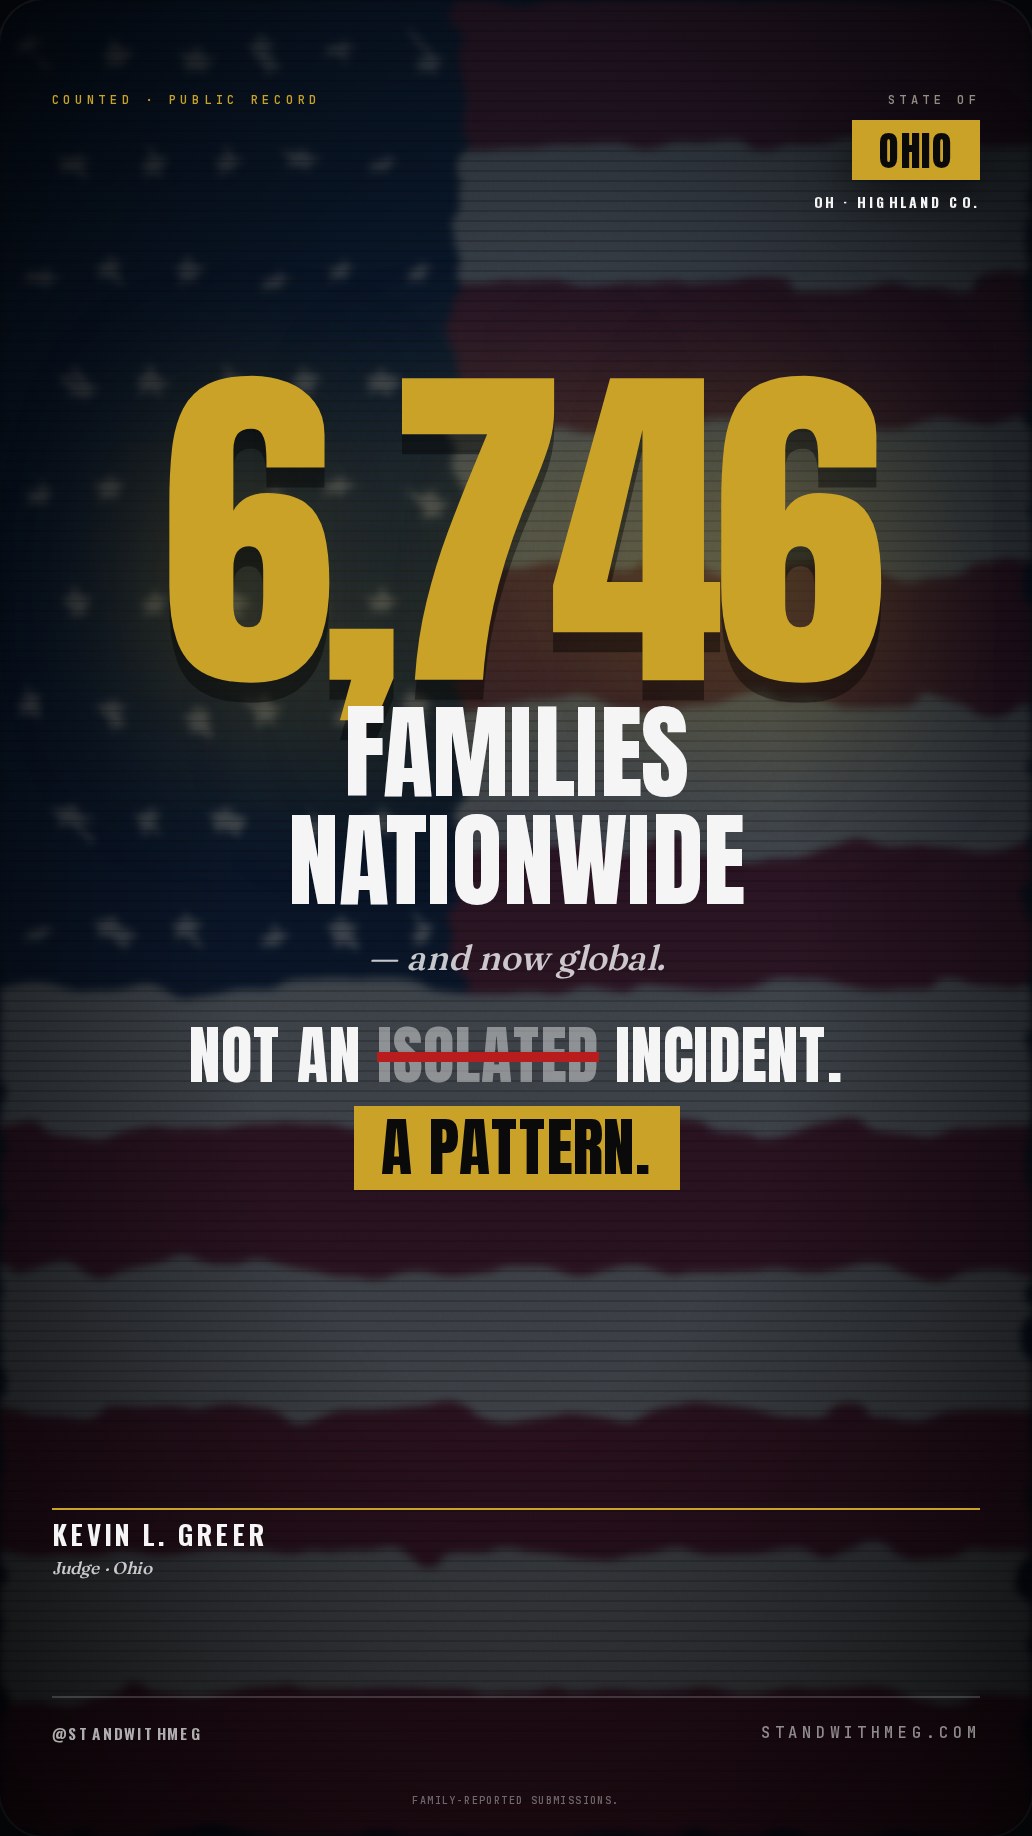 COUNTED · PUBLIC RECORD
STATE OF
OHIO
OH · HIGHLAND CO.
6,746
FAMILIES
NATIONWIDE
— and now global.
NOT AN ISOLATED INCIDENT.
A PATTERN.
KEVIN L. GREER
Judge · Ohio
@STANDWITHMEG
STANDWITHMEG.COM
FAMILY-REPORTED SUBMISSIONS.